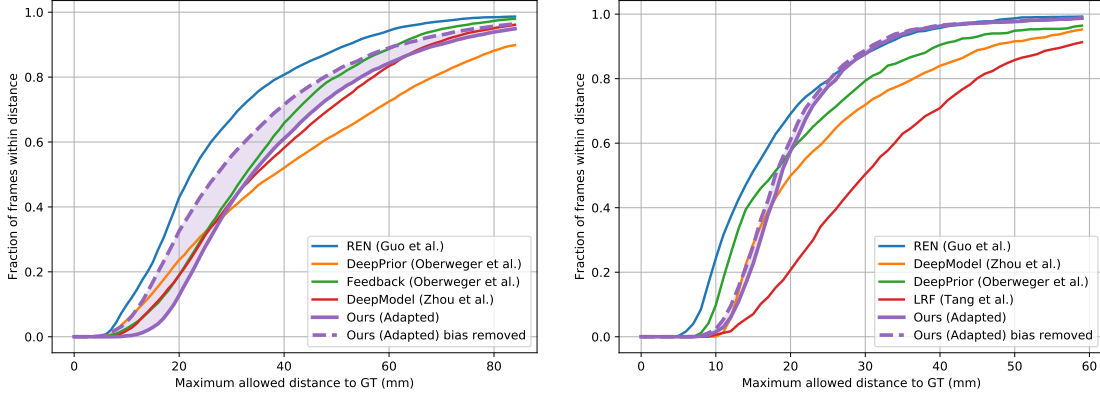 1.0
0.8
0.6
0.4
0.2
0.0
Fraction of frames within distance
0
20
40
60
80
Maximum allowed distance to GT (mm)
REN (Guo et al.)
DeepPrior (Oberweger et al.)
Feedback (Oberweger et al.)
DeepModel (Zhou et al.)
Ours (Adapted)
Ours (Adapted) bias removed
1.0
0.8
0.6
0.4
0.2
0.0
Fraction of frames within distance
0
10
20
30
40
50
60
Maximum allowed distance to GT (mm)
REN (Guo et al.)
DeepModel (Zhou et al.)
DeepPrior (Oberweger et al.)
LRF (Tang et al.)
Ours (Adapted)
Ours (Adapted) bias removed